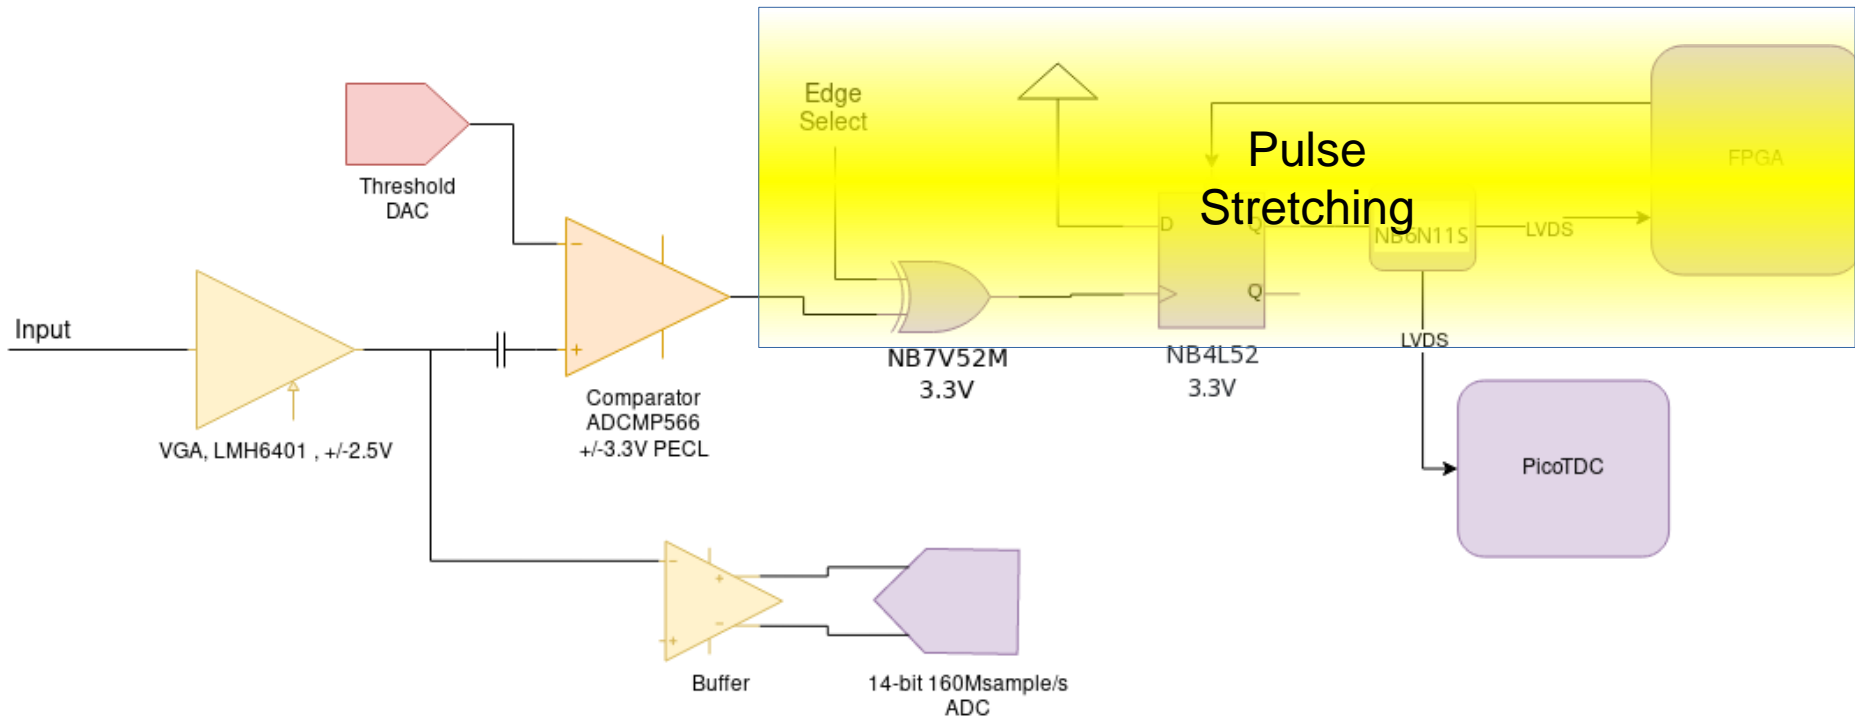 Edge
Select
Pulse
Stretching
FPGA
Threshold
DAC
D
Q
NB6N11S
LVDS
Q
Input
−
+
LVDS
NB7V52M
3.3V
NB4L52
3.3V
Comparator
ADCMP566
+/-3.3V PECL
VGA, LMH6401 , +/-2.5V
PicoTDC
−
+
−
+
Buffer
14-bit 160Msample/s
ADC